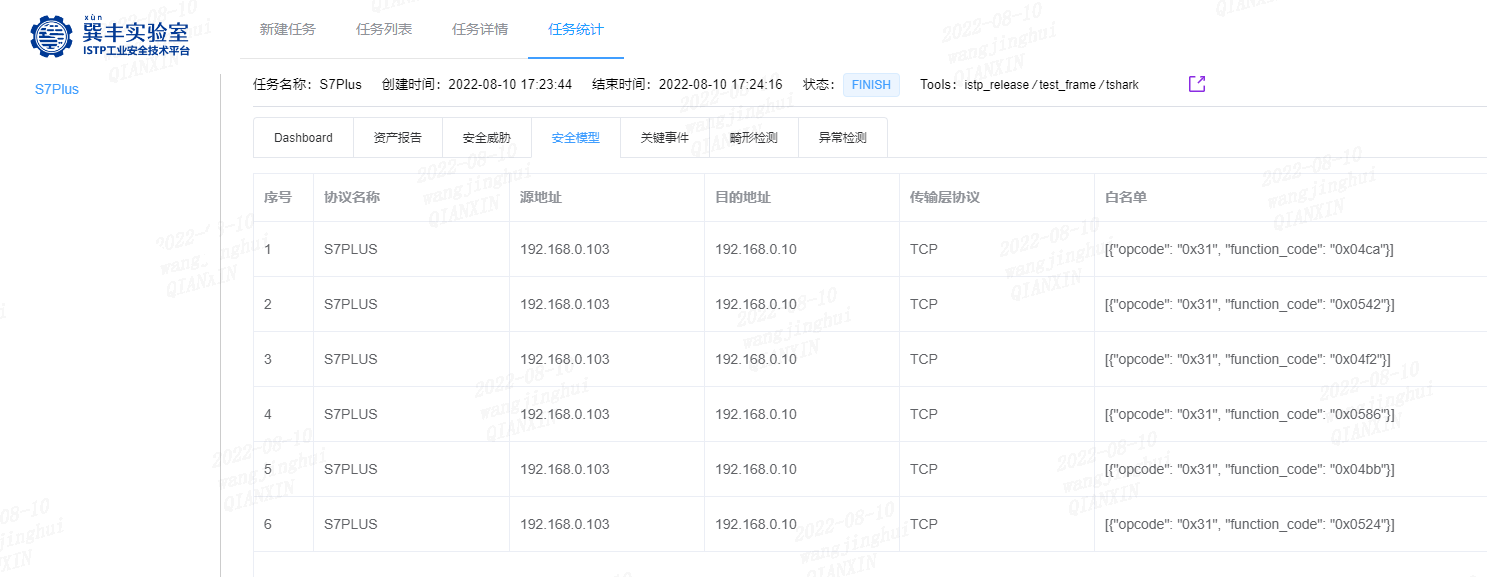 xùn
巽丰实验室
ISTP工业安全技术平台
新建任务 任务列表 任务详情 任务统计
S7Plus
任务名称：S7Plus 创建时间：2022-08-10 17:23:44 结束时间：2022-08-10 17:24:16 状态： FINISH Tools：istp_release / test_frame / tshark
Dashboard 资产报告 安全威胁 安全模型 关键事件 畸形检测 异常检测
序号 协议名称 源地址 目的地址 传输层协议 白名单
1 S7PLUS 192.168.0.103 192.168.0.10 TCP [{"opcode": "0x31", "function_code": "0x04ca"}]
2 S7PLUS 192.168.0.103 192.168.0.10 TCP [{"opcode": "0x31", "function_code": "0x0542"}]
3 S7PLUS 192.168.0.103 192.168.0.10 TCP [{"opcode": "0x31", "function_code": "0x04f2"}]
4 S7PLUS 192.168.0.103 192.168.0.10 TCP [{"opcode": "0x31", "function_code": "0x0586"}]
5 S7PLUS 192.168.0.103 192.168.0.10 TCP [{"opcode": "0x31", "function_code": "0x04bb"}]
6 S7PLUS 192.168.0.103 192.168.0.10 TCP [{"opcode": "0x31", "function_code": "0x0524"}]
2022-08-10
wangjinghui
QIANXIN